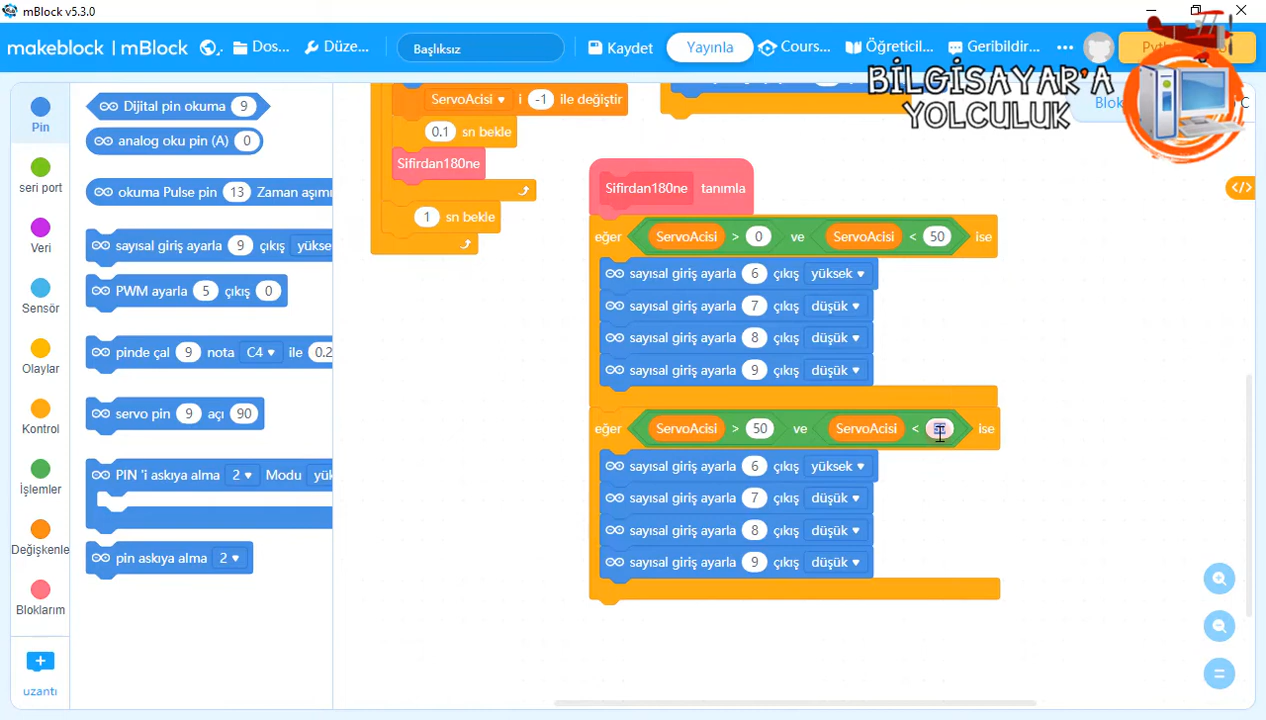 mBlock v5.3.0
makeblock | mBlock
Dos...
Düze...
Başlıksız
Kaydet
Yayınla
Cours...
Öğreticil...
Geribildir...
BİLGİSAYAR'A
YOLCULUK
Blok
C
Pin
seri port
Veri
Sensör
Olaylar
Kontrol
İşlemler
Değişkenle
Bloklarım
uzantı
Dijital pin okuma 9
analog oku pin (A) 0
okuma Pulse pin 13 Zaman aşımı
sayısal giriş ayarla 9 çıkış yükse
PWM ayarla 5 çıkış 0
pinde çal 9 nota C4 ile 0.2
servo pin 9 açı 90
PIN 'i askıya alma 2 Modu yü
pin askıya alma 2
ServoAcisi i -1 ile değiştir
0.1 sn bekle
Sifirdan180ne
1 sn bekle
Sifirdan180ne tanımla
eğer ServoAcisi > 0 ve ServoAcisi < 50 ise
sayısal giriş ayarla 6 çıkış yüksek
sayısal giriş ayarla 7 çıkış düşük
sayısal giriş ayarla 8 çıkış düşük
sayısal giriş ayarla 9 çıkış düşük
eğer ServoAcisi > 50 ve ServoAcisi < ise
sayısal giriş ayarla 6 çıkış yüksek
sayısal giriş ayarla 7 çıkış düşük
sayısal giriş ayarla 8 çıkış düşük
sayısal giriş ayarla 9 çıkış düşük